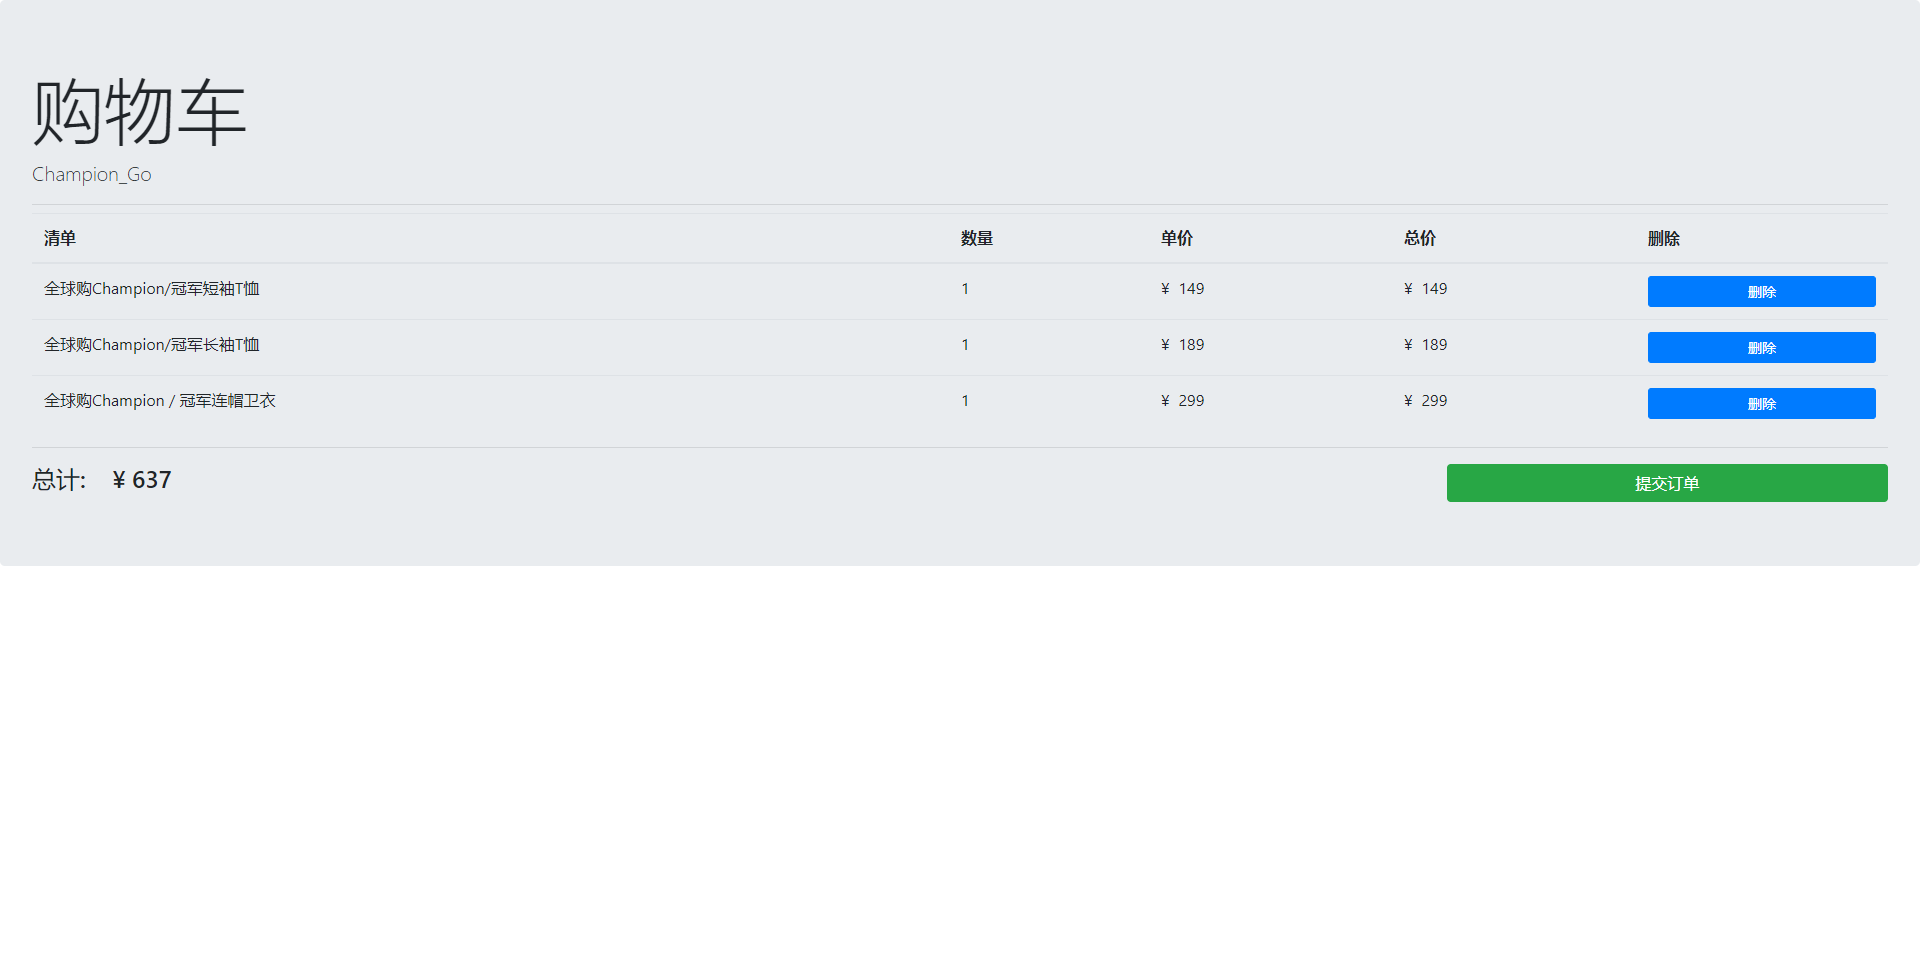 购物车
Champion_Go
清单 数量 单价 总价 删除
全球购Champion/冠军短袖T恤 1 ¥ 149 ¥ 149 删除
全球购Champion/冠军长袖T恤 1 ¥ 189 ¥ 189 删除
全球购Champion / 冠军连帽卫衣 1 ¥ 299 ¥ 299 删除
总计: ¥ 637 提交订单